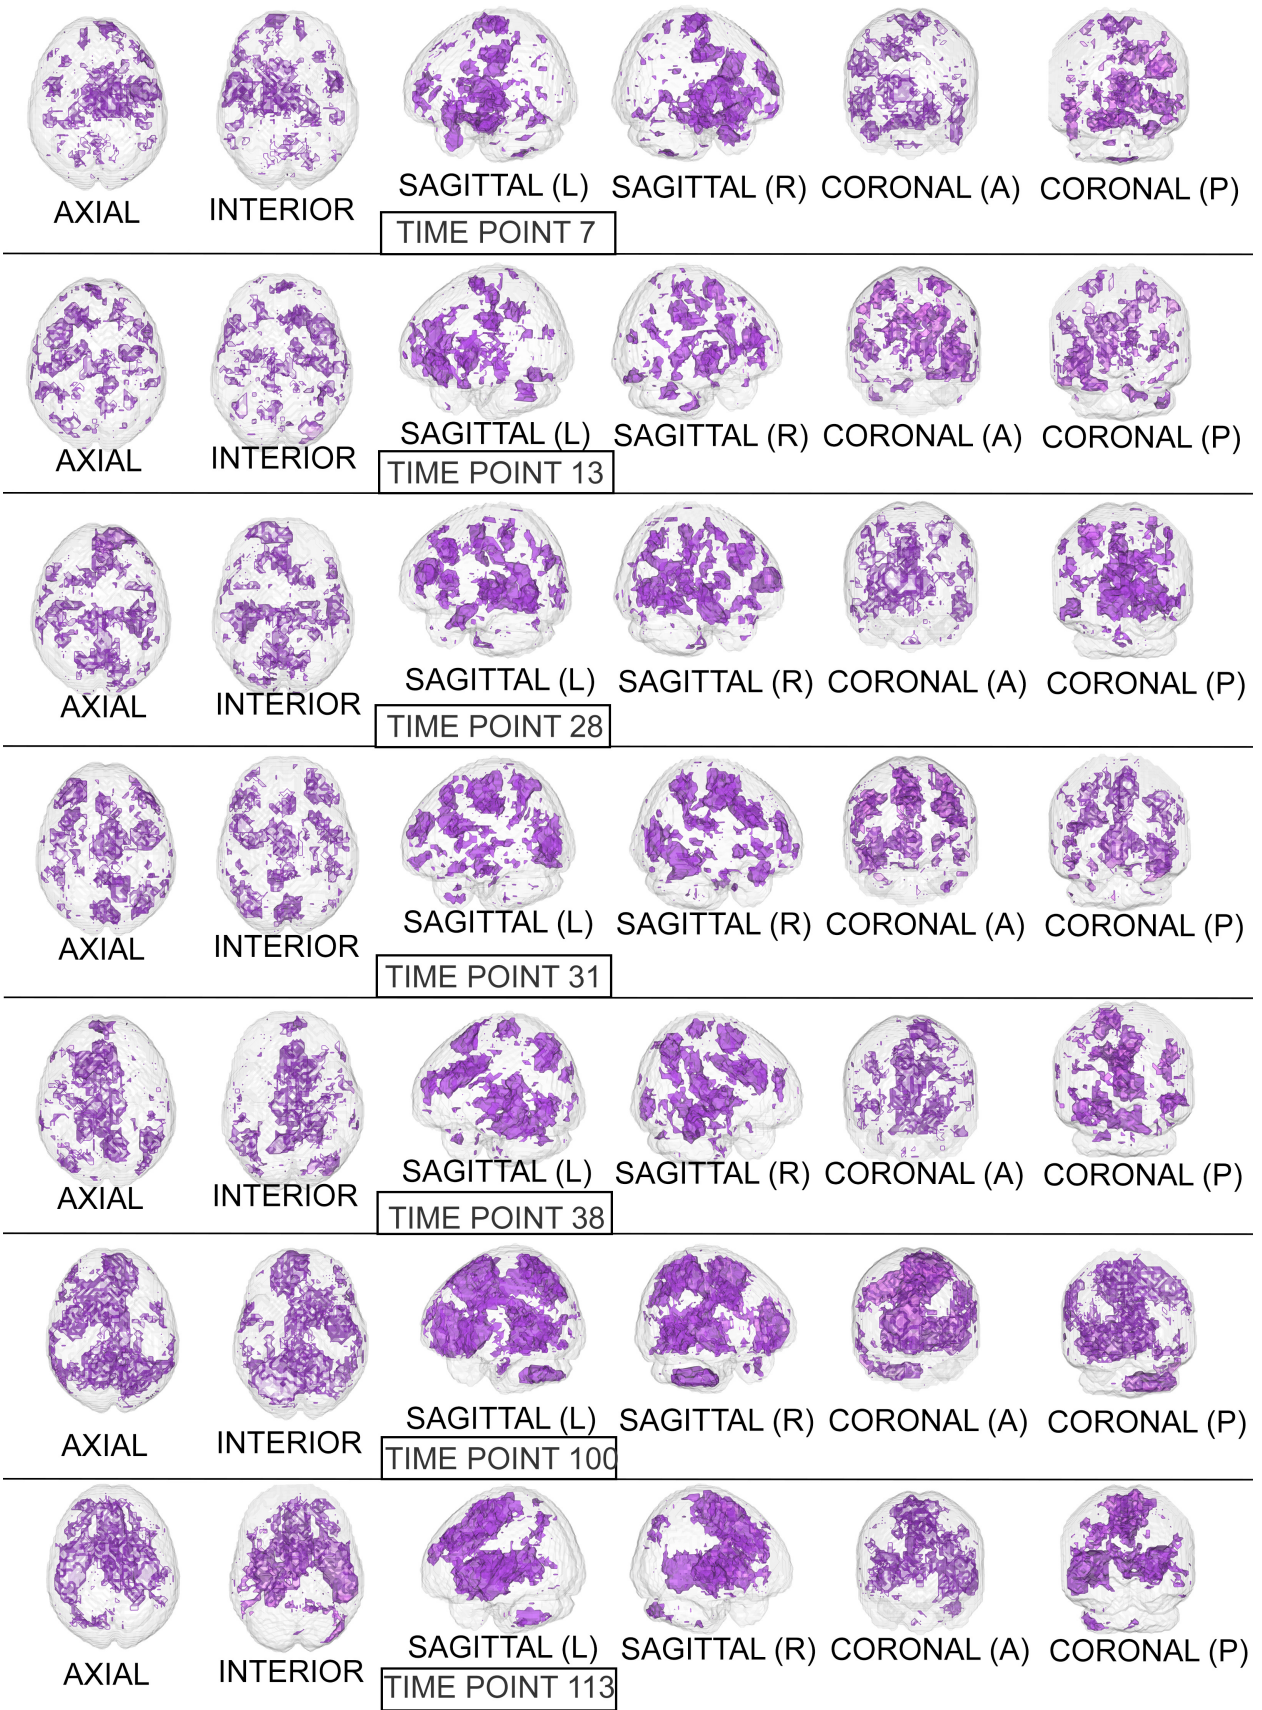 AXIAL INTERIOR SAGITTAL (L) SAGITTAL (R) CORONAL (A) CORONAL (P)
TIME POINT 7
AXIAL INTERIOR SAGITTAL (L) SAGITTAL (R) CORONAL (A) CORONAL (P)
TIME POINT 13
AXIAL INTERIOR SAGITTAL (L) SAGITTAL (R) CORONAL (A) CORONAL (P)
TIME POINT 28
AXIAL INTERIOR SAGITTAL (L) SAGITTAL (R) CORONAL (A) CORONAL (P)
TIME POINT 31
AXIAL INTERIOR SAGITTAL (L) SAGITTAL (R) CORONAL (A) CORONAL (P)
TIME POINT 38
AXIAL INTERIOR SAGITTAL (L) SAGITTAL (R) CORONAL (A) CORONAL (P)
TIME POINT 100
AXIAL INTERIOR SAGITTAL (L) SAGITTAL (R) CORONAL (A) CORONAL (P)
TIME POINT 113